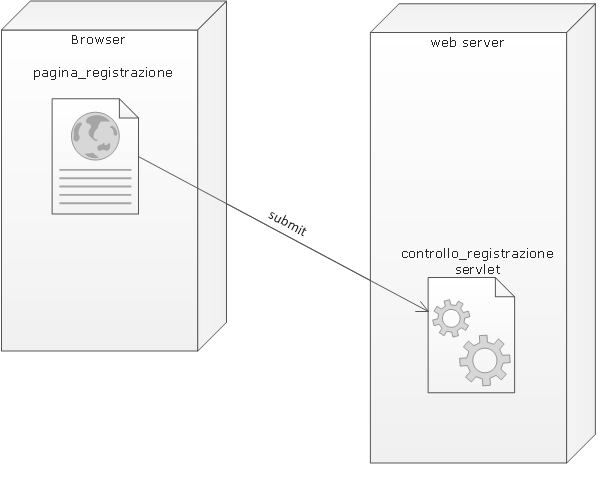 Browser
pagina_registrazione
web server
submit
controllo_registrazione
servlet